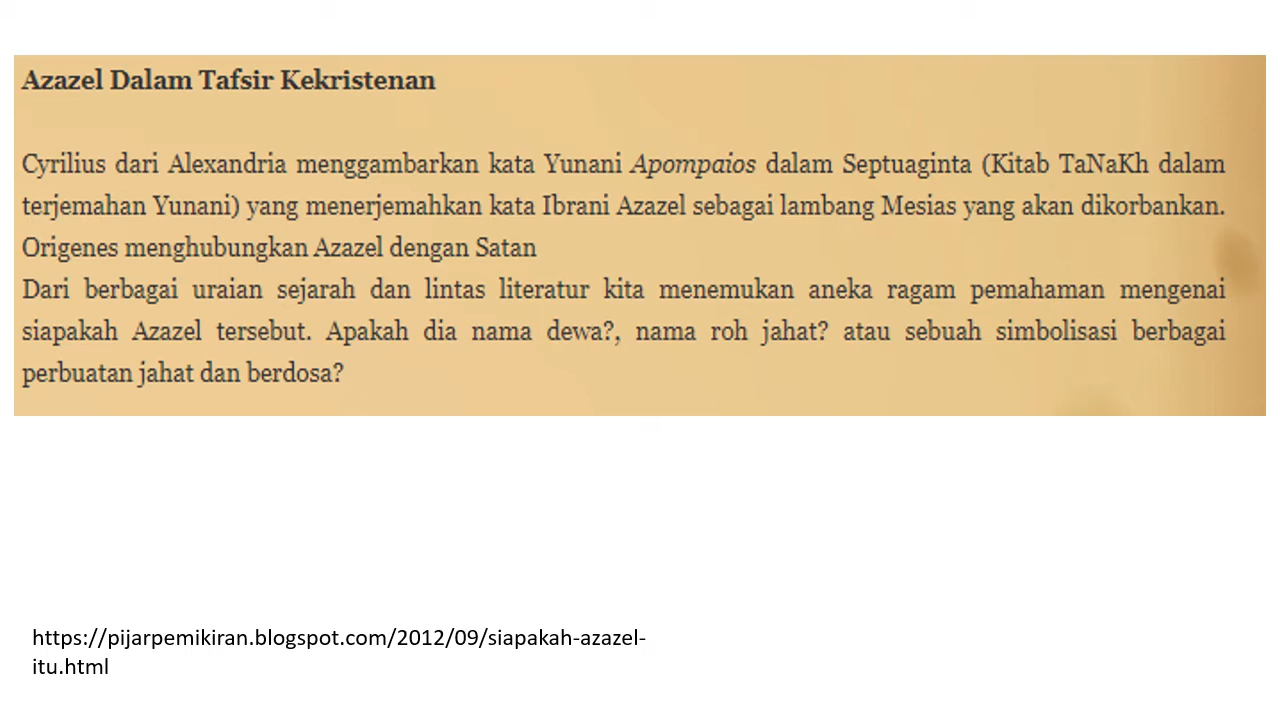 Azazel Dalam Tafsir Kekristenan
Cyrilius dari Alexandria menggambarkan kata Yunani Apompaios dalam Septuaginta (Kitab TaNaKh dalam
terjemahan Yunani) yang menerjemahkan kata Ibrani Azazel sebagai lambang Mesias yang akan dikorbankan.
Origenes menghubungkan Azazel dengan Satan
Dari berbagai uraian sejarah dan lintas literatur kita menemukan aneka ragam pemahaman mengenai
siapakah Azazel tersebut. Apakah dia nama dewa?, nama roh jahat? atau sebuah simbolisasi berbagai
perbuatan jahat dan berdosa?
https://pijarpemikiran.blogspot.com/2012/09/siapakah-azazel-
itu.html